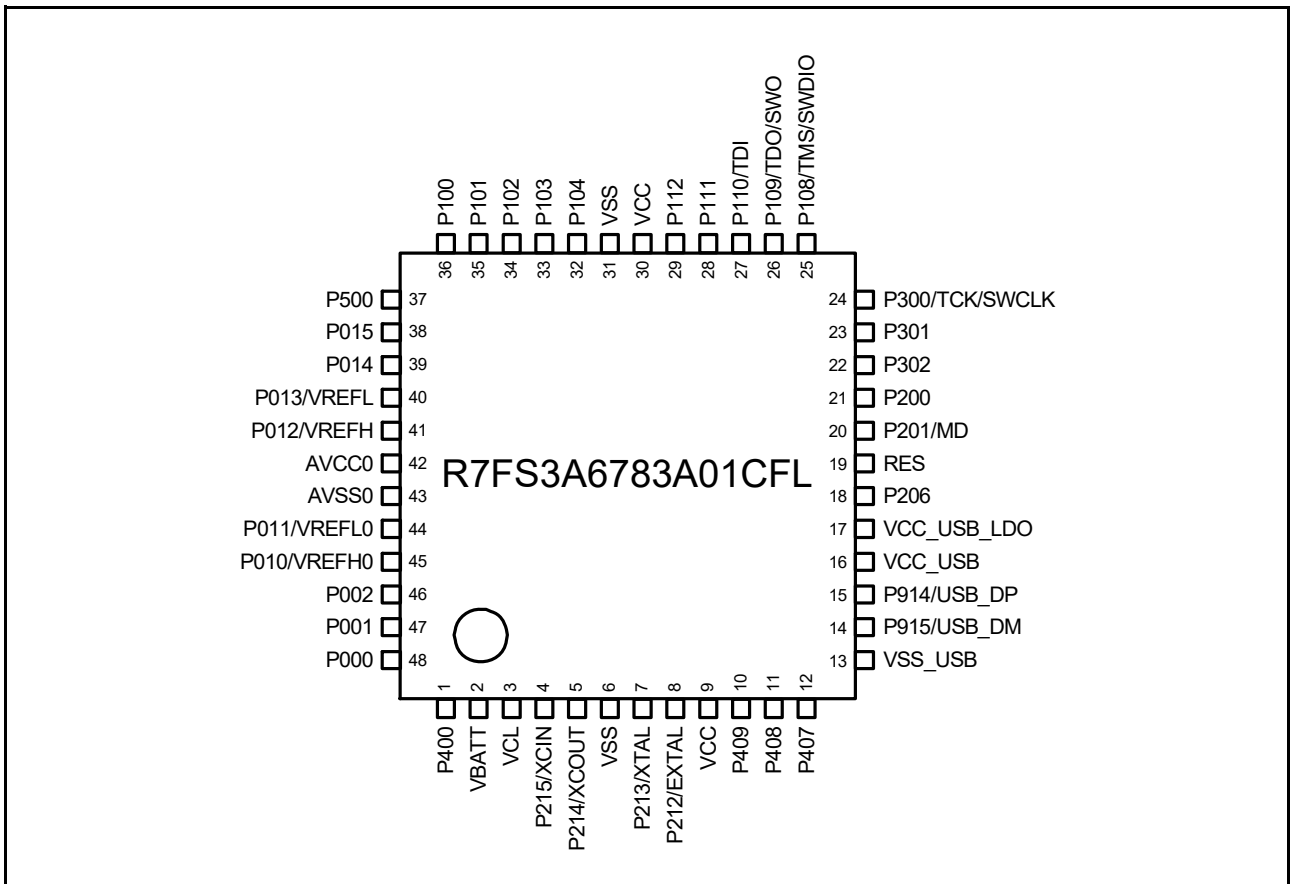 P100
P101
P102
P103
P104
VSS
VCC
P112
P111
P110/TDI
P109/TDO/SWO
P108/TMS/SWDIO
36
35
34
33
32
31
30
29
28
27
26
25
P500 37
P015 38
P014 39
P013/VREFL 40
P012/VREFH 41
AVCC0 42
AVSS0 43
P011/VREFL0 44
P010/VREFH0 45
P002 46
P001 47
P000 48
R7FS3A6783A01CFL
24 P300/TCK/SWCLK
23 P301
22 P302
21 P200
20 P201/MD
19 RES
18 P206
17 VCC_USB_LDO
16 VCC_USB
15 P914/USB_DP
14 P915/USB_DM
13 VSS_USB
1
2
3
4
5
6
7
8
9
10
11
12
P400
VBATT
VCL
P215/XCIN
P214/XCOUT
VSS
P213/XTAL
P212/EXTAL
VCC
P409
P408
P407